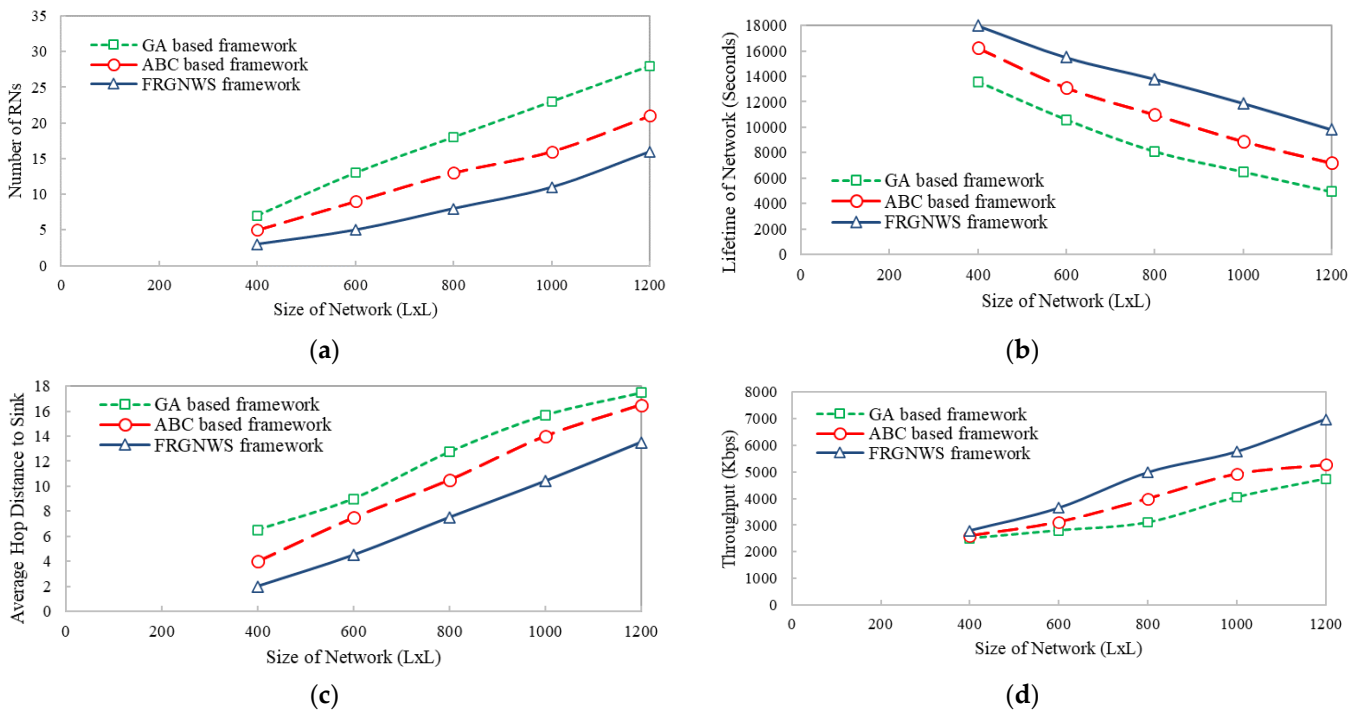 35
30
25
20
15
10
5
0
Number of RNs
GA based framework
ABC based framework
FRGNWS framework
0 200 400 600 800 1000 1200
Size of Network (LxL)
(a)
18000
16000
14000
12000
10000
8000
6000
4000
2000
0
Lifetime of Network (Seconds)
GA based framework
ABC based framework
FRGNWS framework
0 200 400 600 800 1000 1200
Size of Network (LxL)
(b)
18
16
14
12
10
8
6
4
2
0
Average Hop Distance to Sink
GA based framework
ABC based framework
FRGNWS framework
0 200 400 600 800 1000 1200
Size of Network (LxL)
(c)
8000
7000
6000
5000
4000
3000
2000
1000
0
Throughput (Kbps)
GA based framework
ABC based framework
FRGNWS framework
0 200 400 600 800 1000 1200
Size of Network (LxL)
(d)